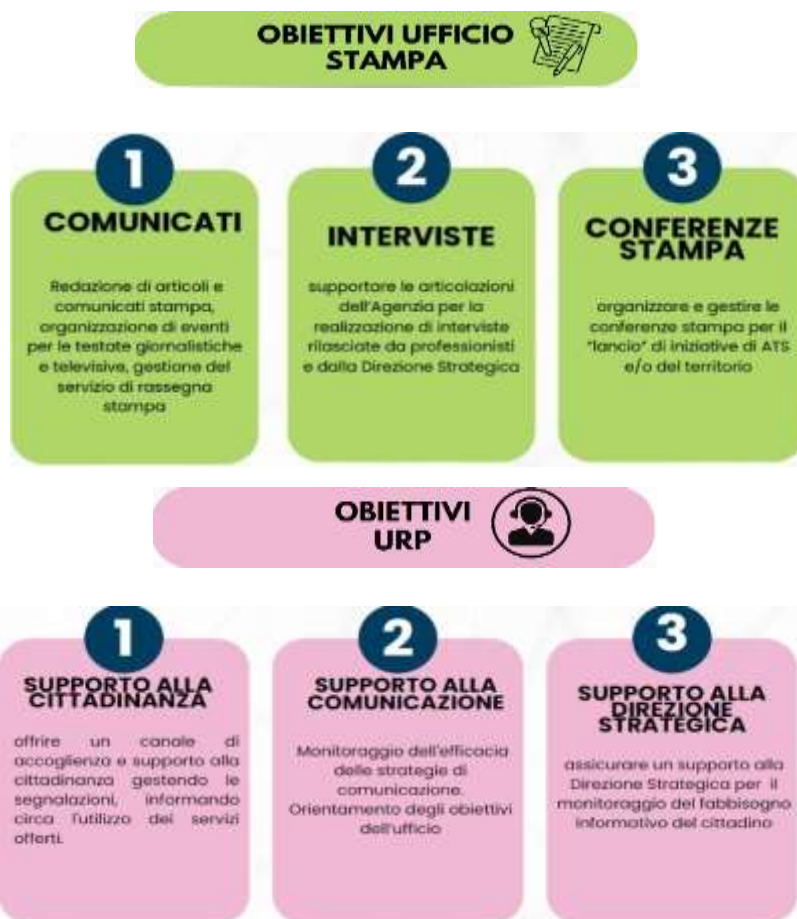 OBIETTIVI UFFICIO
STAMPA
1
COMUNICATI
Redazione di articoli e
comunicati stampa,
organizzazione di eventi
per le testate giornalistiche
e televisive, gestione del
servizio di rassegna
stampa
2
INTERVISTE
supportare le articolazioni
dell'Agenzia per la
realizzazione di interviste
rilasciate da professionisti
e dalla Direzione Strategica
3
CONFERENZE
STAMPA
organizzare e gestire le
conferenze stampa per il
"lancio" di iniziative di ATS
e/o del territorio
OBIETTIVI
URP
1
SUPPORTO ALLA
CITTADINANZA
offrire un canale di
accoglienza e supporto alla
cittadinanza gestendo le
segnalazioni, informando
circa l'utilizzo dei servizi
offerti.
2
SUPPORTO ALLA
COMUNICAZIONE
Monitoraggio dell'efficacia
delle strategie di
comunicazione.
Orientamento degli obiettivi
dell'ufficio
3
SUPPORTO ALLA
DIREZIONE
STRATEGICA
assicurare un supporto alla
Direzione Strategica per il
monitoraggio del fabbisogno
informativo del cittadino